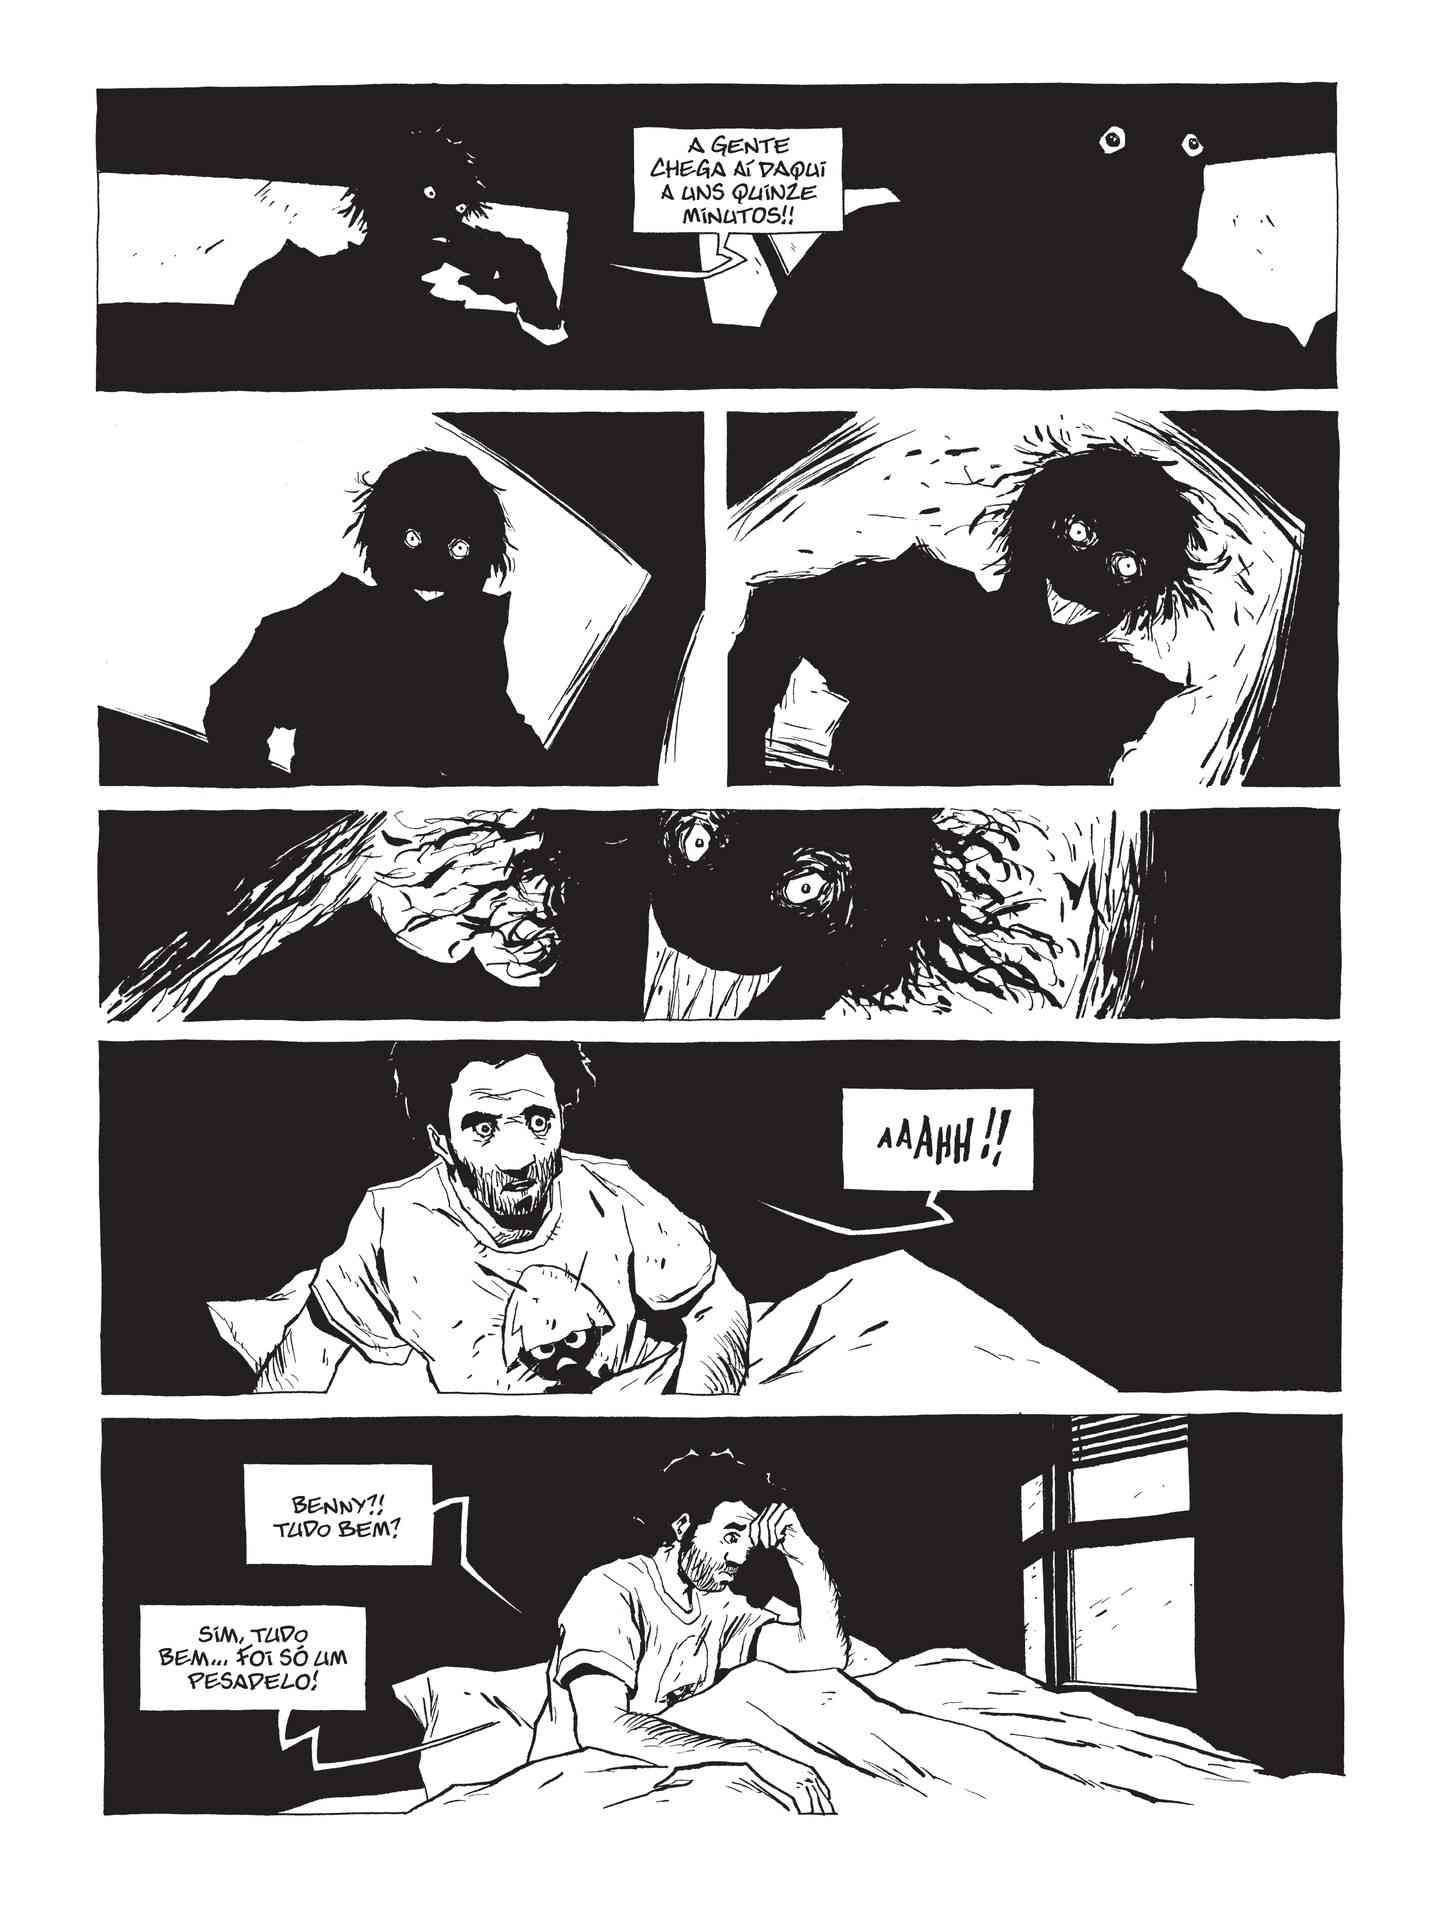 A GENTE
CHEGA AÍ DAQUI
A UNS QUINZE
MINUTOS!!
AAAHH!!
BENNY?!
TUDO BEM?
SIM, TUDO
BEM... FOI SÓ UM
PESADELO!